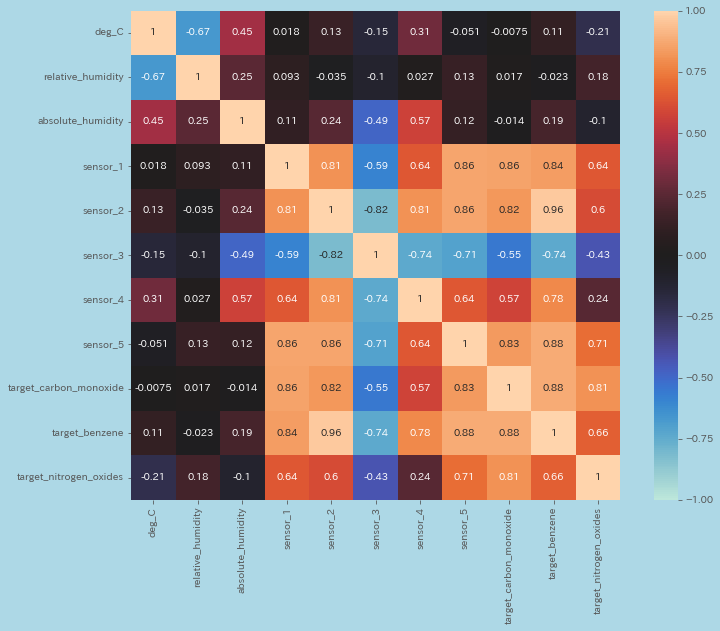 deg_C 1 -0.67 0.45 0.018 0.13 -0.15 0.31 -0.051 -0.0075 0.11 -0.21
relative_humidity -0.67 1 0.25 0.093 -0.035 -0.1 0.027 0.13 0.017 -0.023 0.18
absolute_humidity 0.45 0.25 1 0.11 0.24 -0.49 0.57 0.12 -0.014 0.19 -0.1
sensor_1 0.018 0.093 0.11 1 0.81 -0.59 0.64 0.86 0.86 0.84 0.64
sensor_2 0.13 -0.035 0.24 0.81 1 -0.82 0.81 0.86 0.82 0.96 0.6
sensor_3 -0.15 -0.1 -0.49 -0.59 -0.82 1 -0.74 -0.71 -0.55 -0.74 -0.43
sensor_4 0.31 0.027 0.57 0.64 0.81 -0.74 1 0.64 0.57 0.78 0.24
sensor_5 -0.051 0.13 0.12 0.86 0.86 -0.71 0.64 1 0.83 0.88 0.71
target_carbon_monoxide -0.0075 0.017 -0.014 0.86 0.82 -0.55 0.57 0.83 1 0.88 0.81
target_benzene 0.11 -0.023 0.19 0.84 0.96 -0.74 0.78 0.88 0.88 1 0.66
target_nitrogen_oxides -0.21 0.18 -0.1 0.64 0.6 -0.43 0.24 0.71 0.81 0.66 1
deg_C
relative_humidity
absolute_humidity
sensor_1
sensor_2
sensor_3
sensor_4
sensor_5
target_carbon_monoxide
target_benzene
target_nitrogen_oxides
1.00
0.75
0.50
0.25
0.00
−0.25
−0.50
−0.75
−1.00